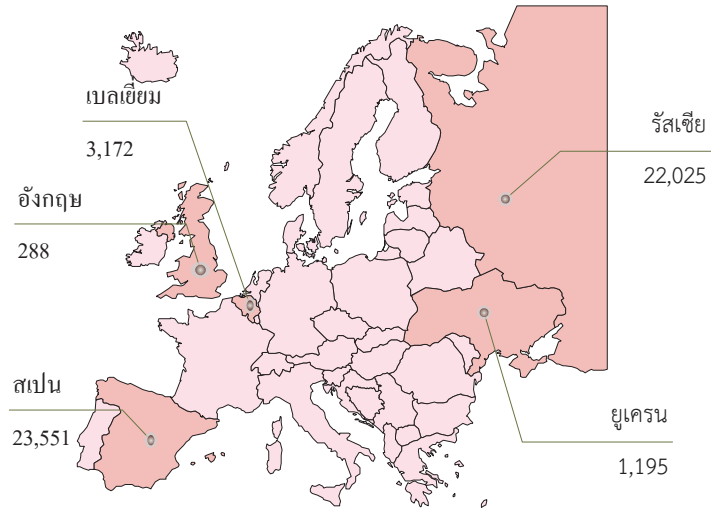 เบลเยี่ยม
3,172
รัสเซีย
22,025
อังกฤษ
288
สเปน
23,551
ยูเครน
1,195